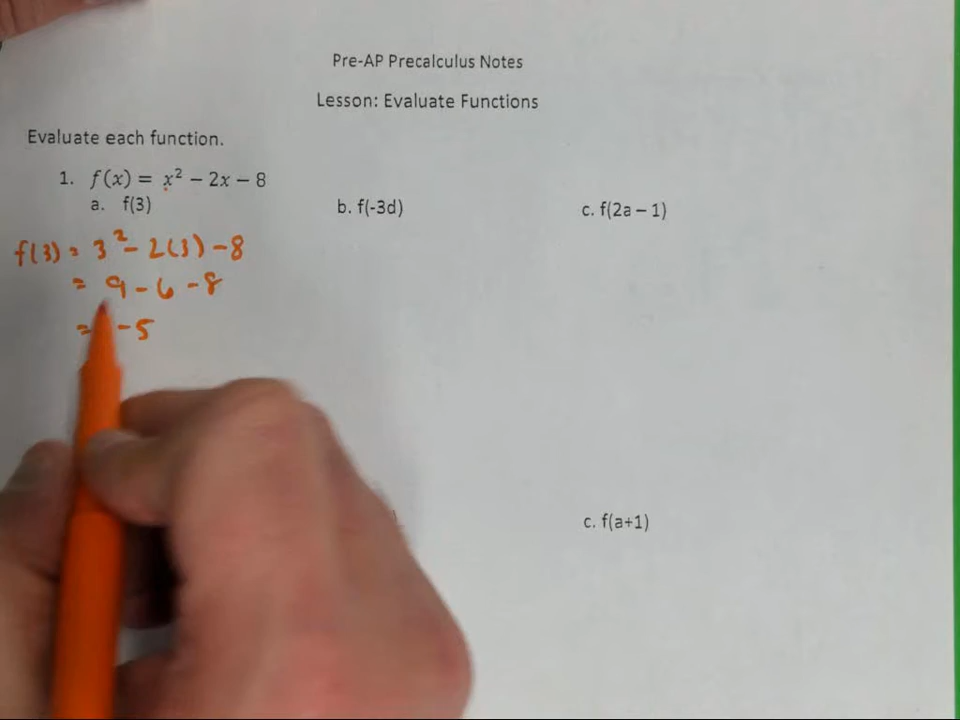 Pre-AP Precalculus Notes
Lesson: Evaluate Functions
Evaluate each function.
1. f(x) = x² − 2x − 8
a. f(3)
b. f(-3d)
c. f(2a – 1)
f(3) = 3² - 2(3) - 8
= 9 - 6 - 8
= -5
c. f(a+1)